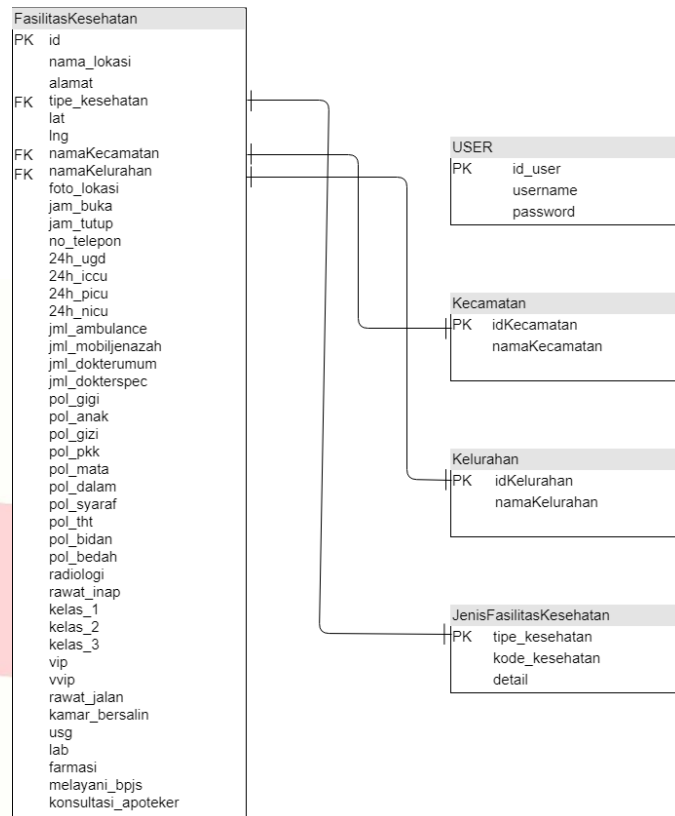 FasilitasKesehatan
PK id
nama_lokasi
alamat
FK tipe_kesehatan
lat
lng
FK namaKecamatan
FK namaKelurahan
foto_lokasi
jam_buka
jam_tutup
no_telepon
24h_ugd
24h_iccu
24h_picu
24h_nicu
jml_ambulance
jml_mobiljenazah
jml_dokterumum
jml_dokterspec
pol_gigi
pol_anak
pol_gizi
pol_pkk
pol_mata
pol_dalam
pol_syaraf
pol_tht
pol_bidan
pol_bedah
radiologi
rawat_inap
kelas_1
kelas_2
kelas_3
vip
vvip
rawat_jalan
kamar_bersalin
usg
lab
farmasi
melayani_bpjs
konsultasi_apoteker
USER
PK id_user
username
password
Kecamatan
PK idKecamatan
namaKecamatan
Kelurahan
PK idKelurahan
namaKelurahan
JenisFasilitasKesehatan
PK tipe_kesehatan
kode_kesehatan
detail